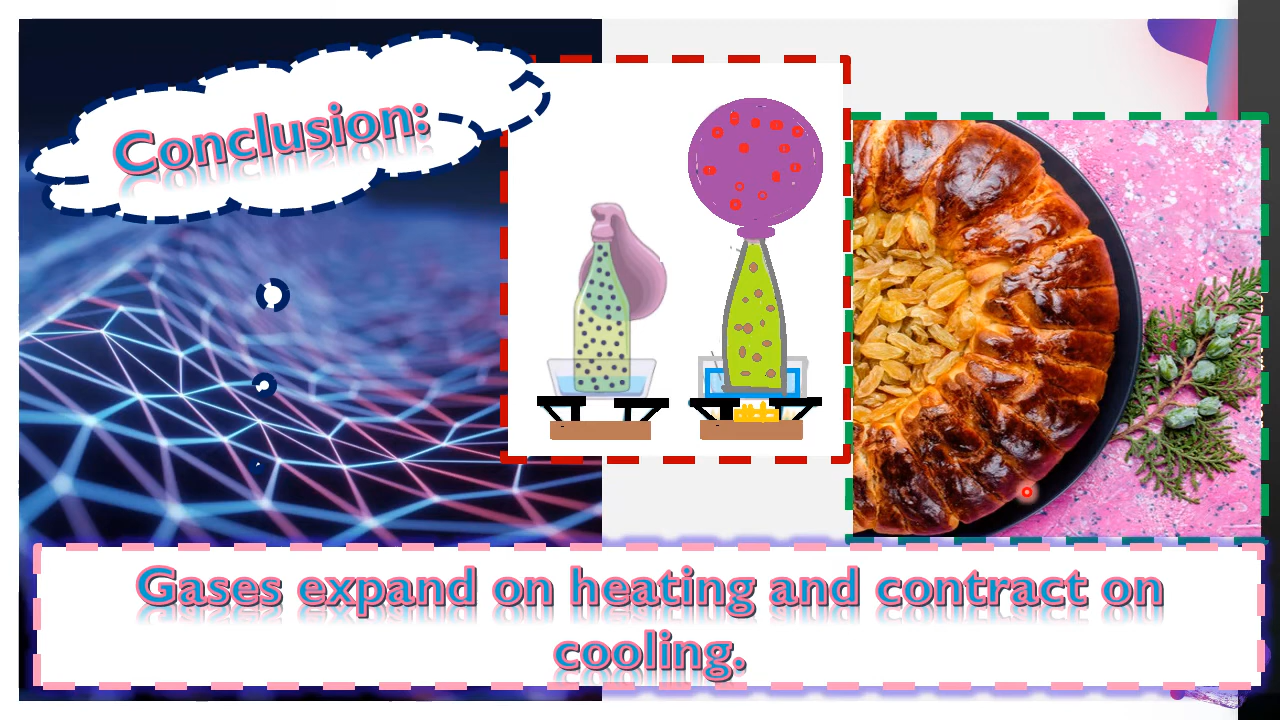 Conclusion:
Gases expand on heating and contract on
cooling.